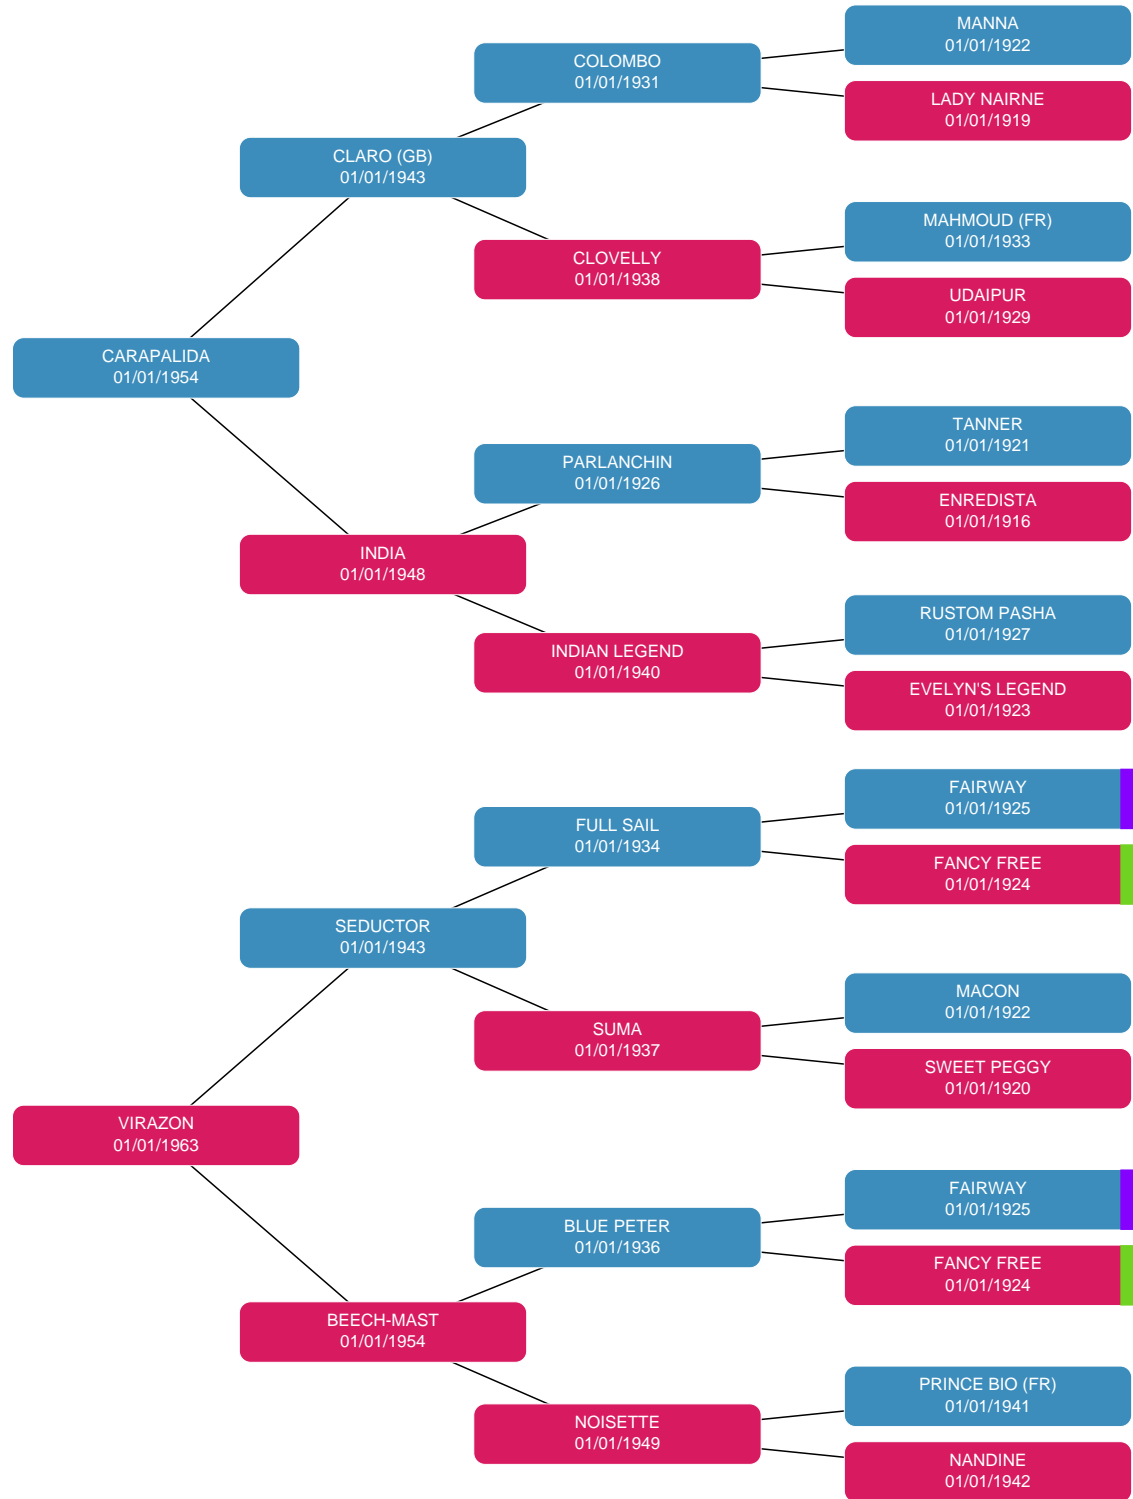 MANNA
01/01/1922
COLOMBO
01/01/1931
LADY NAIRNE
01/01/1919
CLARO (GB)
01/01/1943
MAHMOUD (FR)
01/01/1933
CLOVELLY
01/01/1938
UDAIPUR
01/01/1929
CARAPALIDA
01/01/1954
TANNER
01/01/1921
PARLANCHIN
01/01/1926
ENREDISTA
01/01/1916
INDIA
01/01/1948
RUSTOM PASHA
01/01/1927
INDIAN LEGEND
01/01/1940
EVELYN'S LEGEND
01/01/1923
FAIRWAY
01/01/1925
FULL SAIL
01/01/1934
FANCY FREE
01/01/1924
SEDUCTOR
01/01/1943
MACON
01/01/1922
SUMA
01/01/1937
SWEET PEGGY
01/01/1920
VIRAZON
01/01/1963
FAIRWAY
01/01/1925
BLUE PETER
01/01/1936
FANCY FREE
01/01/1924
BEECH-MAST
01/01/1954
PRINCE BIO (FR)
01/01/1941
NOISETTE
01/01/1949
NANDINE
01/01/1942